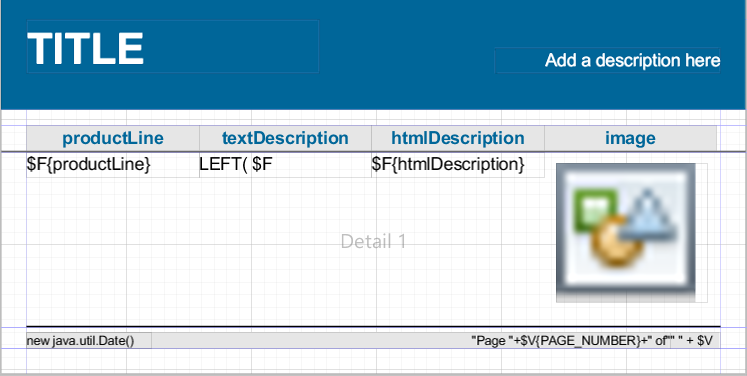 TITLE
Add a description here
productLine textDescription htmlDescription image
$F{productLine} LEFT( $F $F{htmlDescription}
Detail 1
new java.util.Date() "Page "+$V{PAGE_NUMBER}+" of"" " + $V